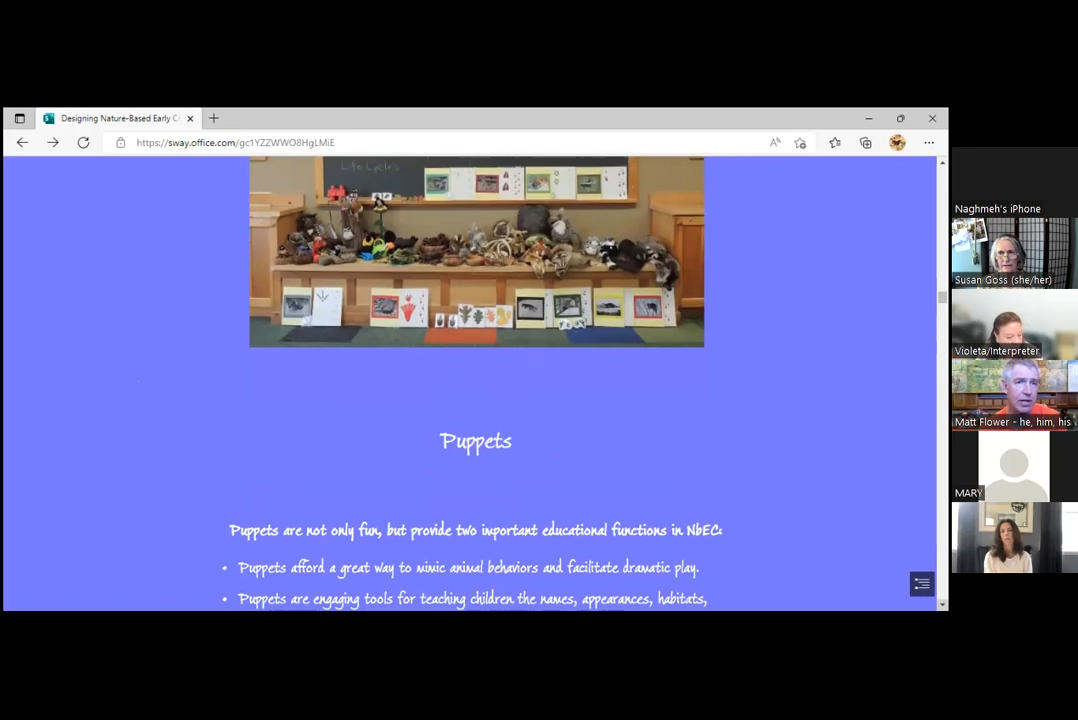 Designing Nature-Based Early C
https://sway.office.com/gc1YZZWWO8HgLMiE
Life Cycles
Puppets
Puppets are not only fun, but provide two important educational functions in NbEC:
• Puppets afford a great way to mimic animal behaviors and facilitate dramatic play.
• Puppets are engaging tools for teaching children the names, appearances, habitats,
Naghmeh's iPhone
Susan Goss (she/her)
Violeta/Interpreter
Matt Flower - he, him, his
MARY